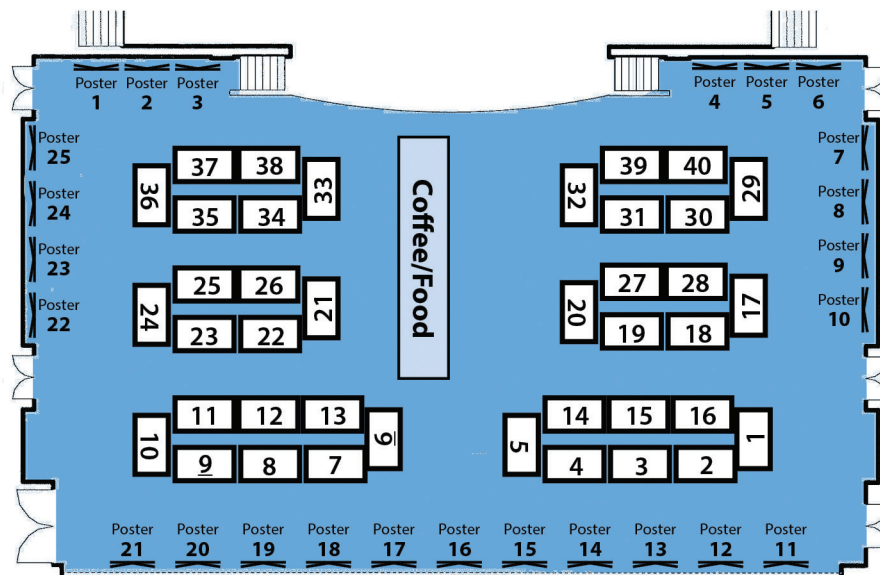 Poster
1
Poster
2
Poster
3
Poster
4
Poster
5
Poster
6
Poster
25
Poster
24
Poster
23
Poster
22
37
38
36
33
35
34
25
26
24
21
23
22
11
12
13
10
6
9
8
7
Coffee/Food
39
40
32
29
31
30
27
28
20
17
19
18
14
15
16
5
1
4
3
2
Poster
7
Poster
8
Poster
9
Poster
10
Poster
21
Poster
20
Poster
19
Poster
18
Poster
17
Poster
16
Poster
15
Poster
14
Poster
13
Poster
12
Poster
11